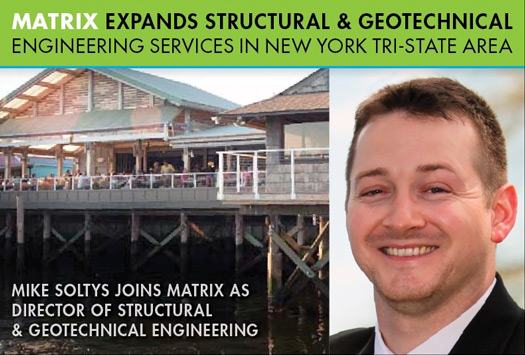 MATRIX EXPANDS STRUCTURAL & GEOTECHNICAL
ENGINEERING SERVICES IN NEW YORK TRI-STATE AREA
MIKE SOLTYS JOINS MATRIX AS
DIRECTOR OF STRUCTURAL
& GEOTECHNICAL ENGINEERING